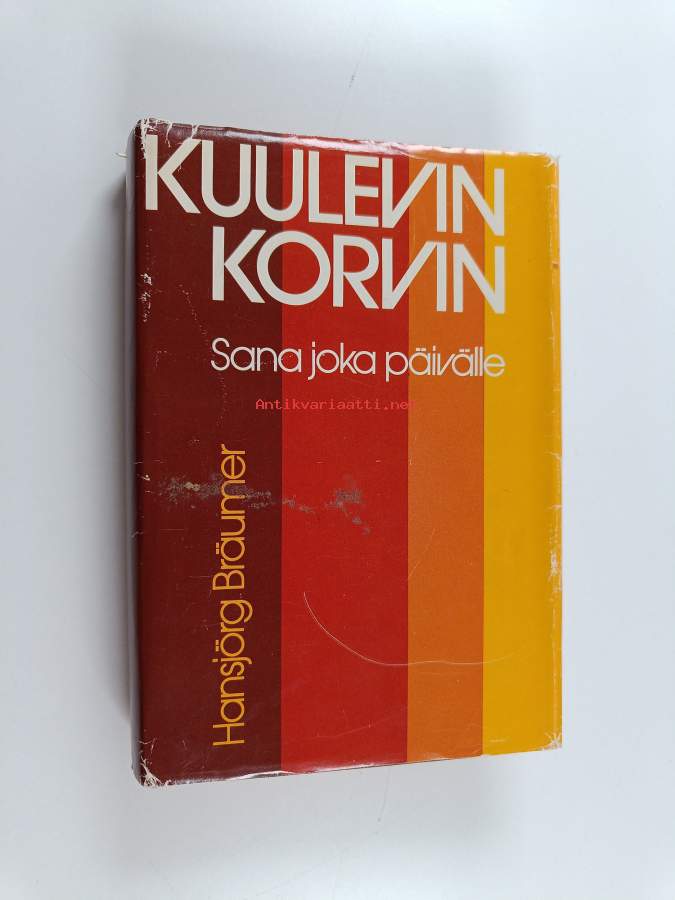 KUULEVIN
KORVIN
Sana joka päivälle
Antikvariaatti.net
Hansjörg Bräumer